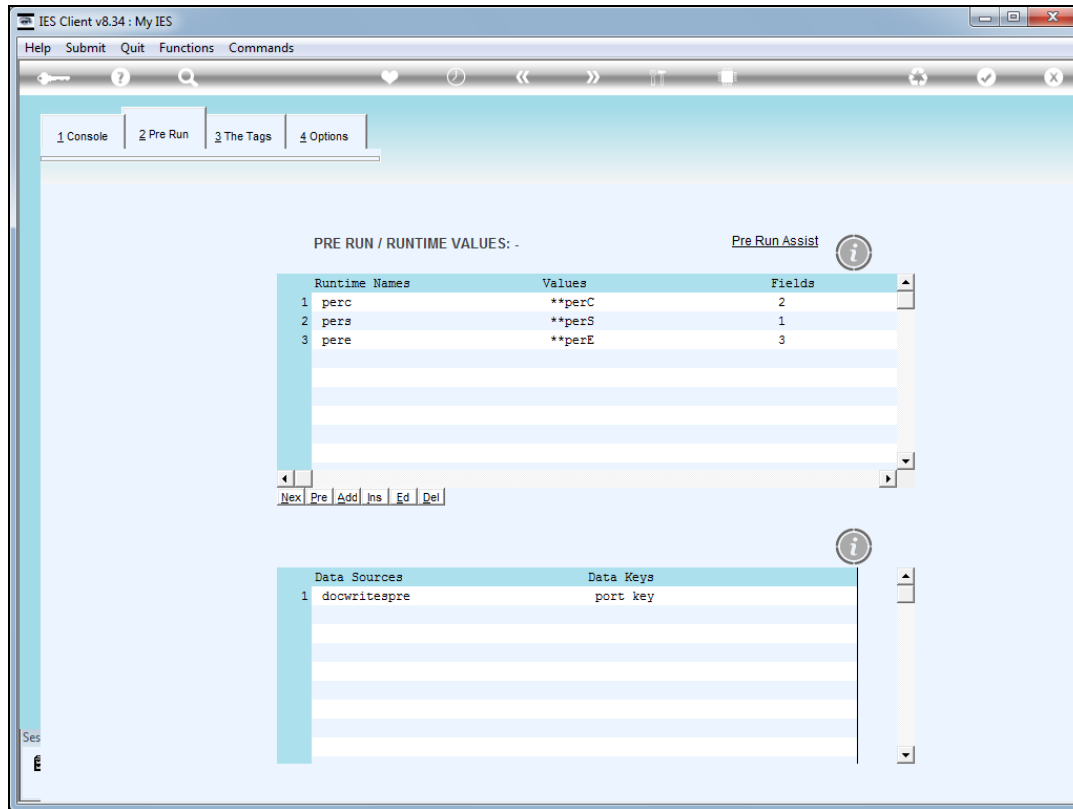 IES Client v8.34 : My IES
Help Submit Quit Functions Commands
1 Console 2 Pre Run 3 The Tags 4 Options
PRE RUN / RUNTIME VALUES: - Pre Run Assist
Runtime Names Values Fields
1 perc **perC 2
2 pers **perS 1
3 pere **perE 3
Nex Pre Add Ins Ed Del
Data Sources Data Keys
1 docwritespre port key
Ses